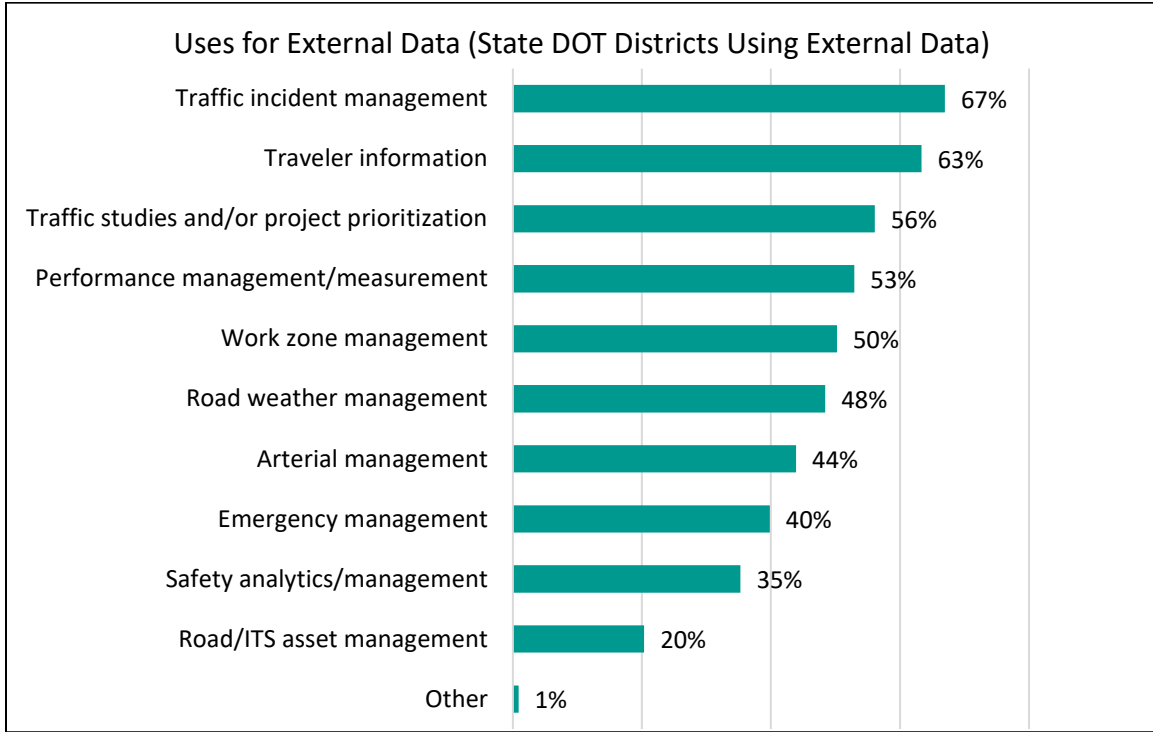 Uses for External Data (State DOT Districts Using External Data)
Traffic incident management 67%
Traveler information 63%
Traffic studies and/or project prioritization 56%
Performance management/measurement 53%
Work zone management 50%
Road weather management 48%
Arterial management 44%
Emergency management 40%
Safety analytics/management 35%
Road/ITS asset management 20%
Other 1%